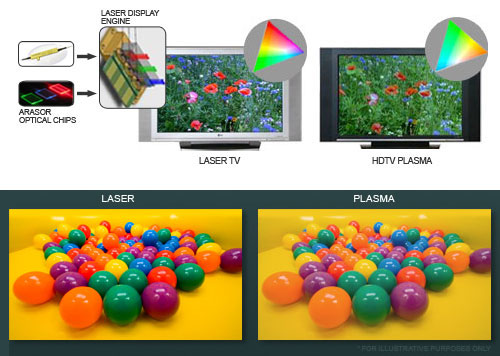 LASER DISPLAY
ENGINE
ARASOR
OPTICAL CHIPS
LASER TV
HDTV PLASMA
LASER
PLASMA
* FOR ILLUSTRATIVE PURPOSES ONLY